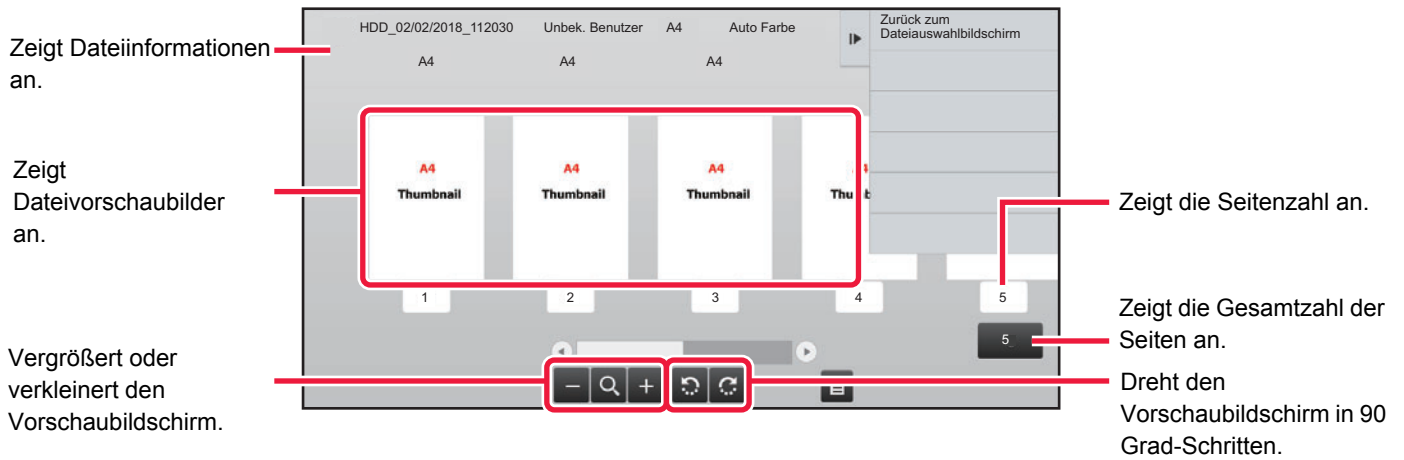 HDD_02/02/2018_112030 Unbek. Benutzer A4 Auto Farbe
Zurück zum
Dateiauswahlbildschirm
A4 A4 A4
Zeigt Dateiinformationen
an.
A4 A4 A4
Thumbnail Thumbnail Thumbnail
Zeigt
Dateivorschaubilder
an.
Zeigt die Seitenzahl an.
1 2 3 4 5
Zeigt die Gesamtzahl der
Seiten an.
5
Vergrößert oder
verkleinert den
Vorschaubildschirm.
Dreht den
Vorschaubildschirm in 90
Grad-Schritten.